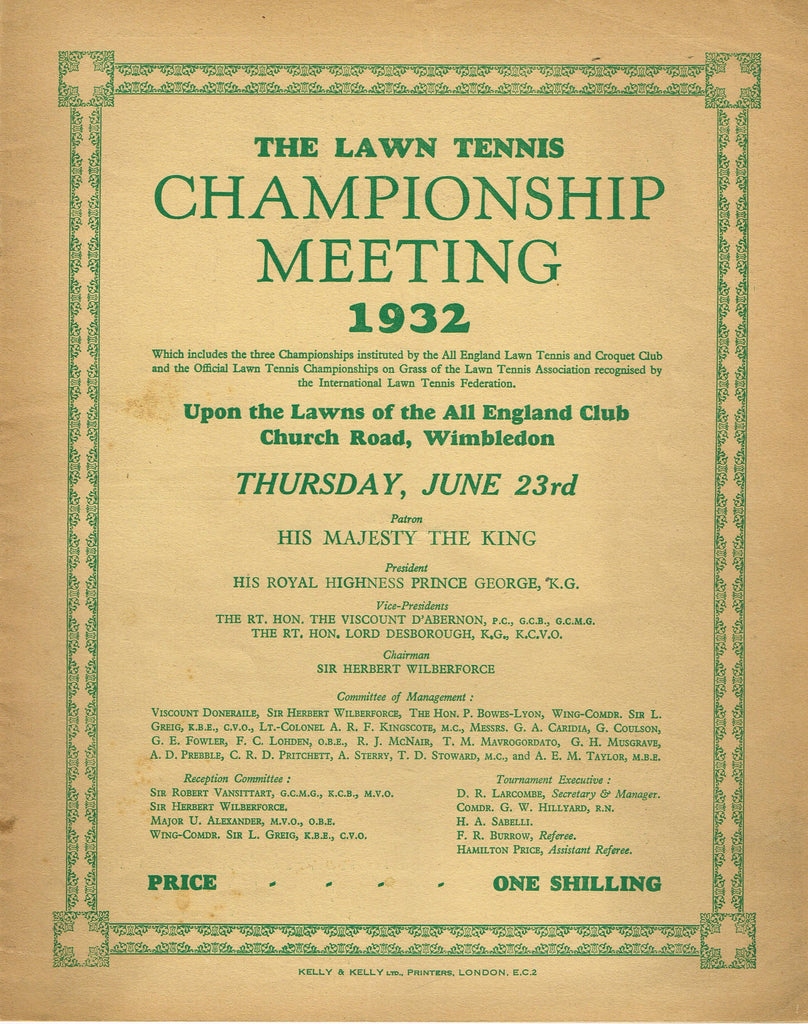 THE LAWN TENNIS
CHAMPIONSHIP
MEETING
1932
Which includes the three Championships instituted by the All England Lawn Tennis and Croquet Club
and the Official Lawn Tennis Championships on Grass of the Lawn Tennis Association recognised by
the International Lawn Tennis Federation.
Upon the Lawns of the All England Club
Church Road, Wimbledon
THURSDAY, JUNE 23rd
Patron
HIS MAJESTY THE KING
President
HIS ROYAL HIGHNESS PRINCE GEORGE, K.G.
Vice-Presidents
THE RT. HON. THE VISCOUNT D'ABERNON, P.C., G.C.B., G.C.M.G.
THE RT. HON. LORD DESBOROUGH, K.G., K.C.V.O.
Chairman
SIR HERBERT WILBERFORCE
Committee of Management :
VISCOUNT DONERAILE, SIR HERBERT WILBERFORCE, THE HON. P. BOWES-LYON, WING-COMDR. SIR L.
GREIG, K.B.E., C.V.O., LT.-COLONEL A. R. F. KINGSCOTE, M.C., MESSRS. G. A. CARIDIA, G. COULSON,
G. E. FOWLER, F. C. LOHDEN, O.B.E., R. J. MCNAIR, T. M. MAVROGORDATO, G. H. MUSGRAVE,
A. D. PREBBLE, C. R. D. PRITCHETT, A. STERRY, T. D. STOWARD, M.C., and A. E. M. TAYLOR, M.B.E.
Reception Committee :
SIR ROBERT VANSITTART, G.C.M.G., K.C.B., M.V.O.
SIR HERBERT WILBERFORCE.
MAJOR U. ALEXANDER, M.V.O., O.B.E.
WING-COMDR. SIR L. GREIG, K.B.E., C.V.O.
Tournament Executive :
D. R. LARCOMBE, Secretary & Manager.
COMDR. G. W. HILLYARD, R.N.
H. A. SABELLI.
F. R. BURROW, Referee.
HAMILTON PRICE, Assistant Referee.
PRICE - - - - ONE SHILLING
KELLY & KELLY LTD., PRINTERS, LONDON, E.C.2